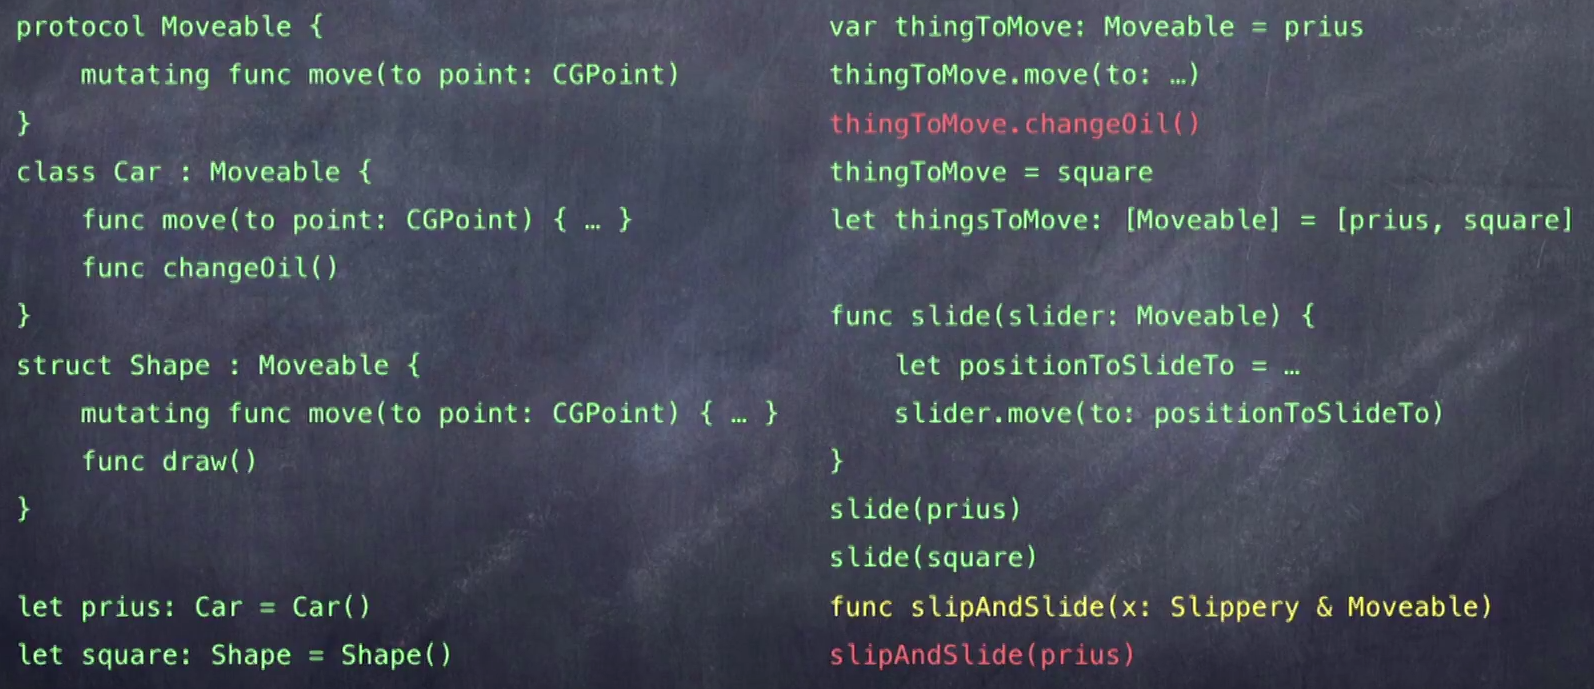 protocol Moveable {
    mutating func move(to point: CGPoint)
}
class Car : Moveable {
    func move(to point: CGPoint) { … }
    func changeOil()
}
struct Shape : Moveable {
    mutating func move(to point: CGPoint) { … }
    func draw()
}
let prius: Car = Car()
let square: Shape = Shape()
var thingToMove: Moveable = prius
thingToMove.move(to: …)
thingToMove.changeOil()
thingToMove = square
let thingsToMove: [Moveable] = [prius, square]
func slide(slider: Moveable) {
    let positionToSlideTo = …
    slider.move(to: positionToSlideTo)
}
slide(prius)
slide(square)
func slipAndSlide(x: Slippery & Moveable)
slipAndSlide(prius)